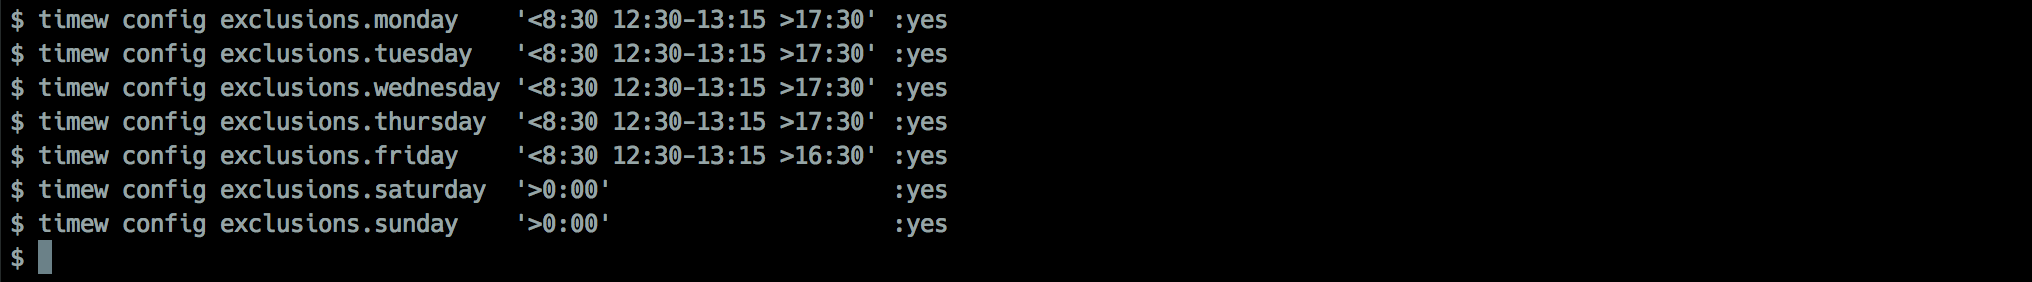 $ timew config exclusions.monday    '<8:30 12:30-13:15 >17:30' :yes
$ timew config exclusions.tuesday   '<8:30 12:30-13:15 >17:30' :yes
$ timew config exclusions.wednesday '<8:30 12:30-13:15 >17:30' :yes
$ timew config exclusions.thursday  '<8:30 12:30-13:15 >17:30' :yes
$ timew config exclusions.friday    '<8:30 12:30-13:15 >16:30' :yes
$ timew config exclusions.saturday  '>0:00'                    :yes
$ timew config exclusions.sunday    '>0:00'                    :yes
$